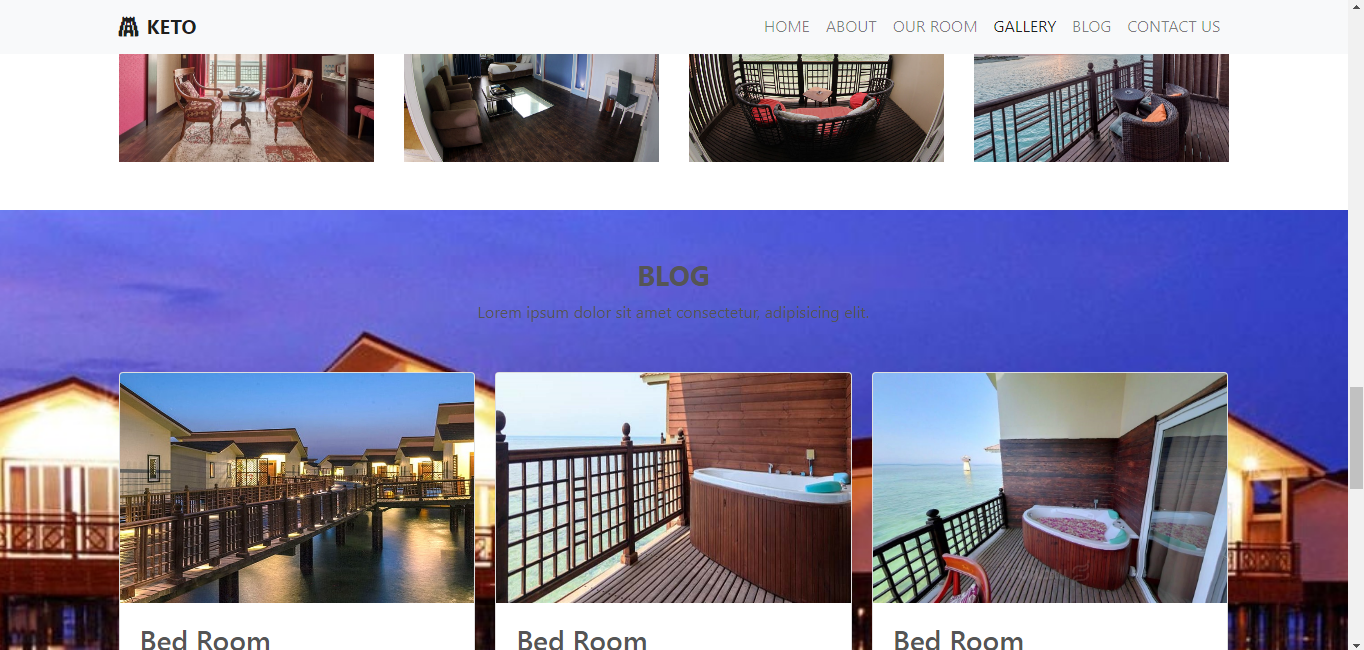 KETO
HOME ABOUT OUR ROOM GALLERY BLOG CONTACT US
BLOG
Lorem ipsum dolor sit amet consectetur, adipisicing elit
Bed Room
Bed Room
Bed Room